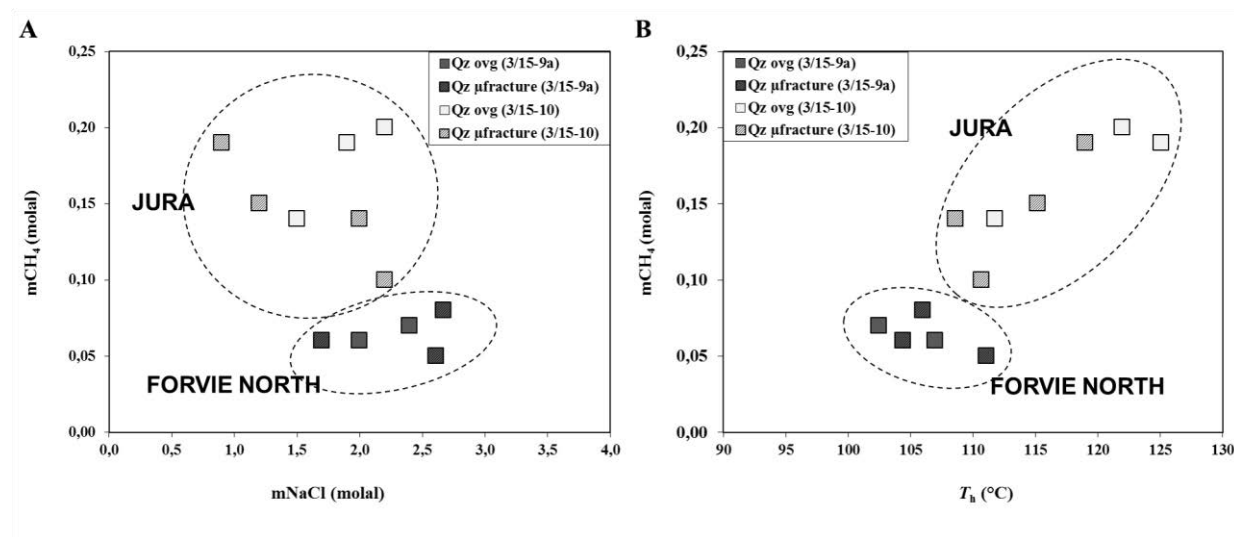 A
0,25
0,20
0,15
0,10
0,05
0,00
mCH₄ (molal)
Qz ovg (3/15-9a)
Qz µfracture (3/15-9a)
Qz ovg (3/15-10)
Qz µfracture (3/15-10)
JURA
FORVIE NORTH
0,0 0,5 1,0 1,5 2,0 2,5 3,0 3,5 4,0
mNaCl (molal)
B
0,25
0,20
0,15
0,10
0,05
0,00
mCH₄ (molal)
Qz ovg (3/15-9a)
Qz µfracture (3/15-9a)
Qz ovg (3/15-10)
Qz µfracture (3/15-10)
JURA
FORVIE NORTH
90 95 100 105 110 115 120 125 130
Tₕ (°C)